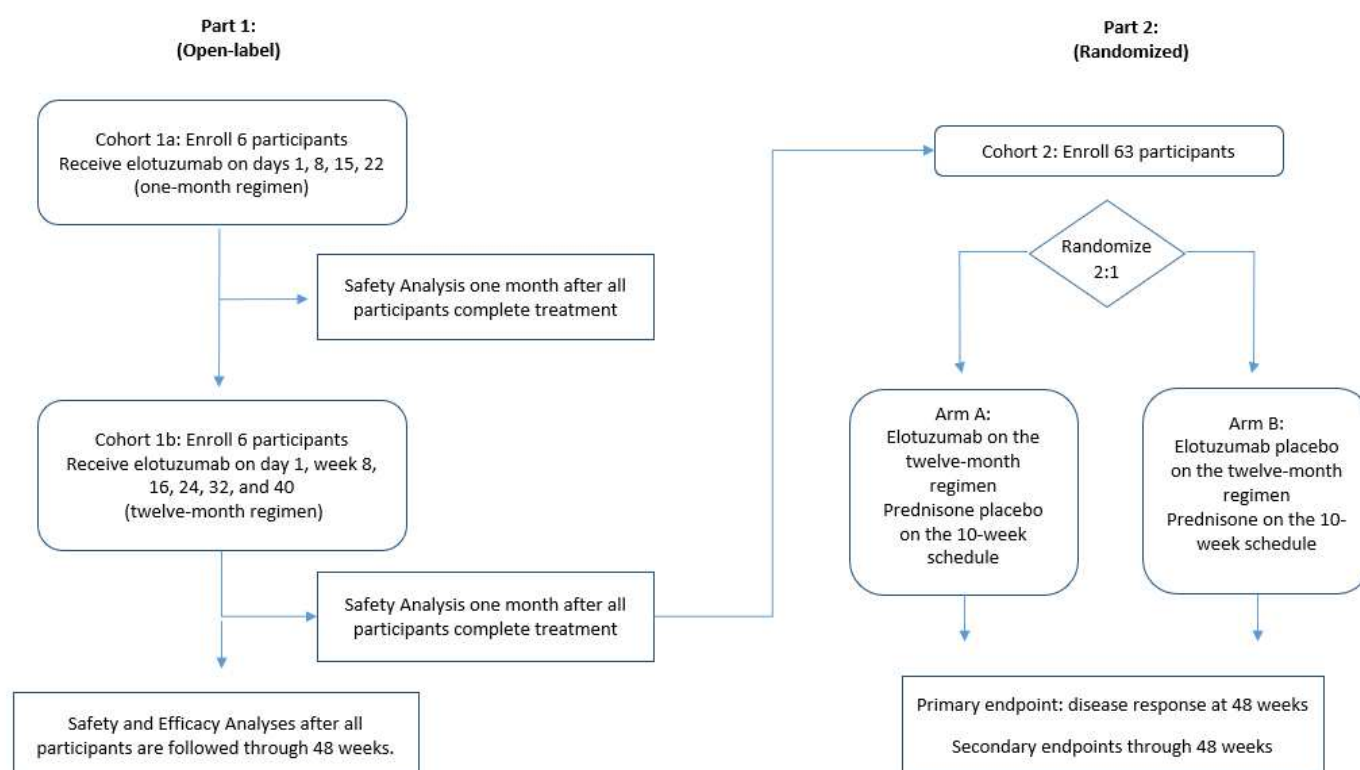 Part 1:
(Open-label)
Cohort 1a: Enroll 6 participants
Receive elotuzumab on days 1, 8, 15, 22
(one-month regimen)
Safety Analysis one month after all
participants complete treatment
Cohort 1b: Enroll 6 participants
Receive elotuzumab on day 1, week 8,
16, 24, 32, and 40
(twelve-month regimen)
Safety Analysis one month after all
participants complete treatment
Safety and Efficacy Analyses after all
participants are followed through 48 weeks.
Part 2:
(Randomized)
Cohort 2: Enroll 63 participants
Randomize
2:1
Arm A:
Elotuzumab on the
twelve-month
regimen
Prednisone placebo
on the 10-week
schedule
Arm B:
Elotuzumab placebo
on the twelve-month
regimen
Prednisone on the 10-
week schedule
Primary endpoint: disease response at 48 weeks
Secondary endpoints through 48 weeks